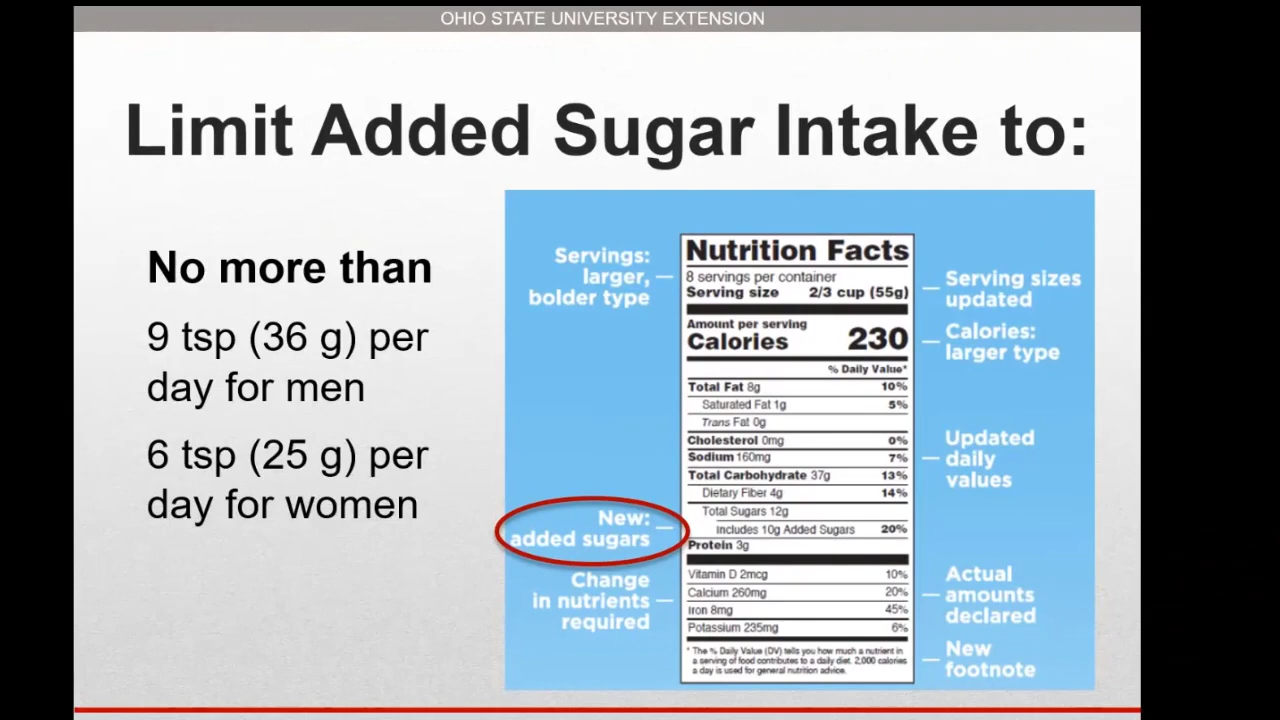 OHIO STATE UNIVERSITY EXTENSION
Limit Added Sugar Intake to:
No more than
9 tsp (36 g) per
day for men
6 tsp (25 g) per
day for women
Servings:
larger,
bolder type
New:
added sugars
Change
in nutrients
required
Nutrition Facts
8 servings per container
Serving size 2/3 cup (55g)
Amount per serving
Calories 230
% Daily Value*
Total Fat 8g 10%
Saturated Fat 1g 5%
Trans Fat 0g
Cholesterol 0mg 0%
Sodium 160mg 7%
Total Carbohydrate 37g 13%
Dietary Fiber 4g 14%
Total Sugars 12g
Includes 10g Added Sugars 20%
Protein 3g
Vitamin D 2mcg 10%
Calcium 260mg 20%
Iron 8mg 45%
Potassium 235mg 6%
* The % Daily Value (DV) tells you how much a nutrient in
a serving of food contributes to a daily diet. 2,000 calories
a day is used for general nutrition advice.
Serving sizes
updated
Calories:
larger type
Updated
daily
values
Actual
amounts
declared
New
footnote